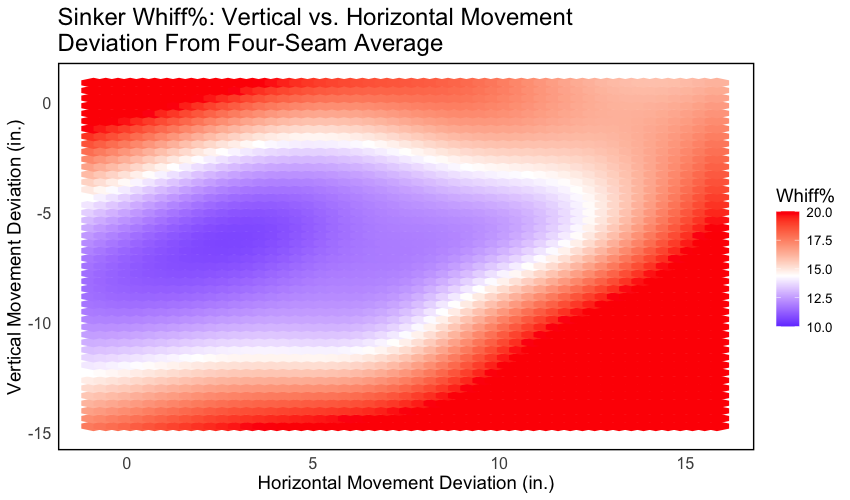 Sinker Whiff%: Vertical vs. Horizontal Movement
Deviation From Four-Seam Average
Vertical Movement Deviation (in.)
0
-5
-10
-15
0
5
10
15
Horizontal Movement Deviation (in.)
Whiff%
20.0
17.5
15.0
12.5
10.0